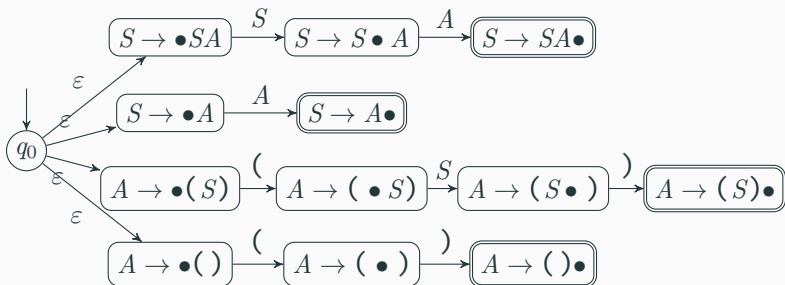 S A
S → •SA S → S• A S → SA•
ε
A
S → •A S → A•
ε
q₀
( S )
A → •(S) A → ( • S) A → (S• ) A → (S)•
ε
ε
( )
A → •() A → ( • ) A → ()•